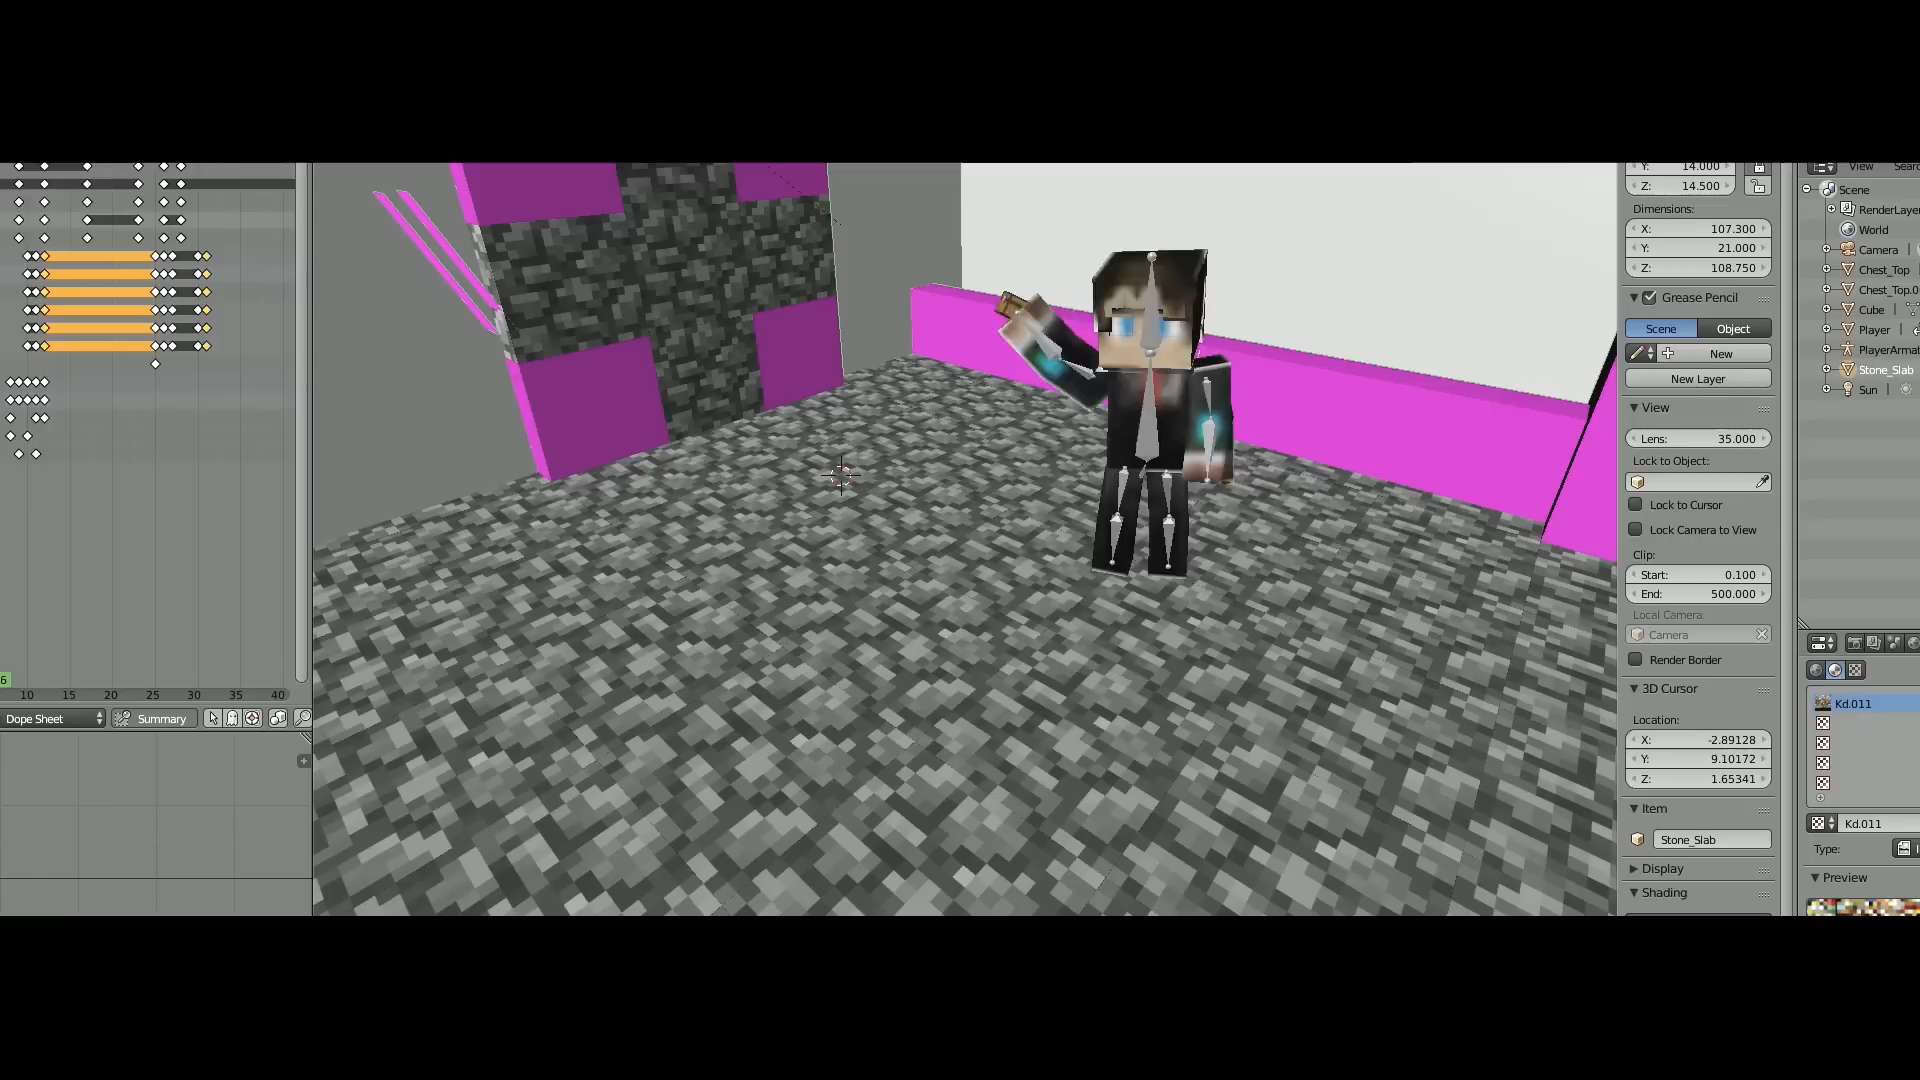 Y: 14.000
Z: 14.500
Dimensions:
X: 107.300
Y: 21.000
Z: 108.750
Grease Pencil
Scene Object
New
New Layer
View
Lens: 35.000
Lock to Object:
Lock to Cursor
Lock Camera to View
Clip:
Start: 0.100
End: 500.000
Local Camera:
Camera
Render Border
3D Cursor
Location:
X: -2.89128
Y: 9.10172
Z: 1.65341
Item
Stone_Slab
Display
Shading
View Searc
Scene
RenderLayer
World
Camera
Chest_Top
Chest_Top.0
Cube
Player
PlayerArmat
Stone_Slab
Sun
Kd.011
Kd.011
Type:
Preview
6
10 15 20 25 30 35 40
Dope Sheet Summary